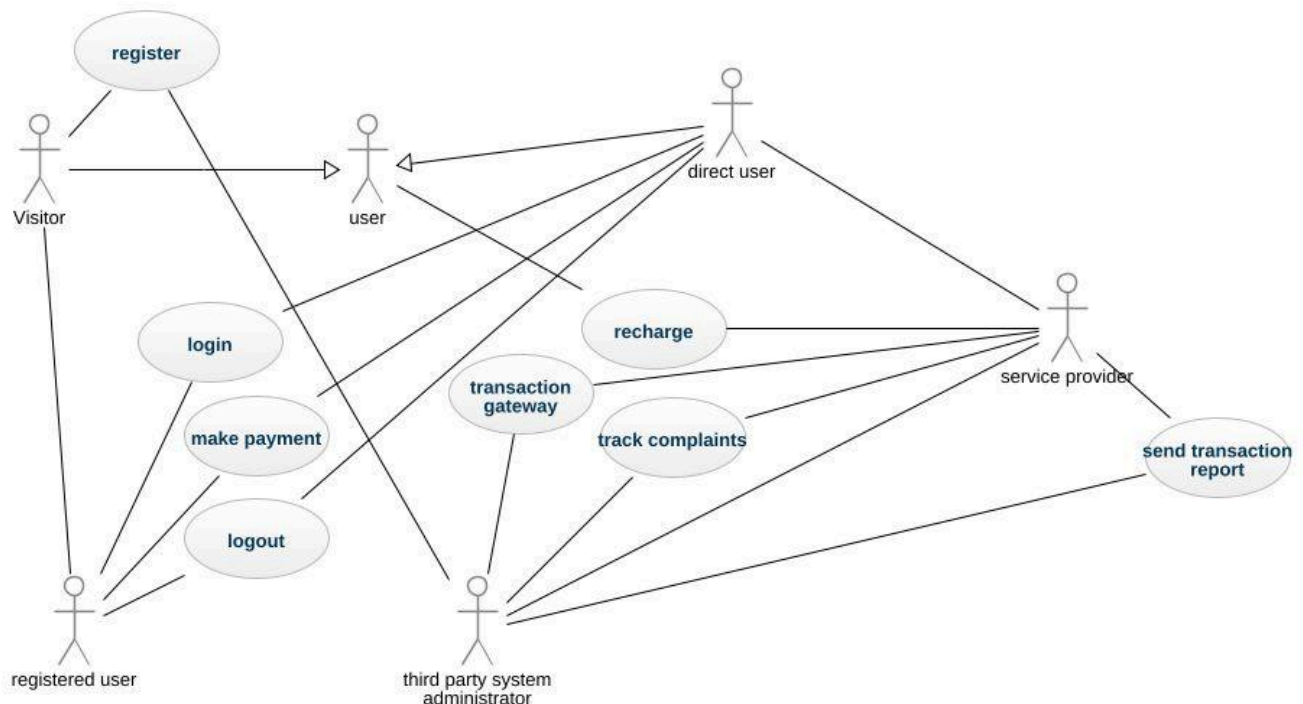 register
direct user
Visitor
user
login
recharge
service provider
transaction
gateway
make payment
track complaints
send transaction
report
logout
registered user
third party system
administrator